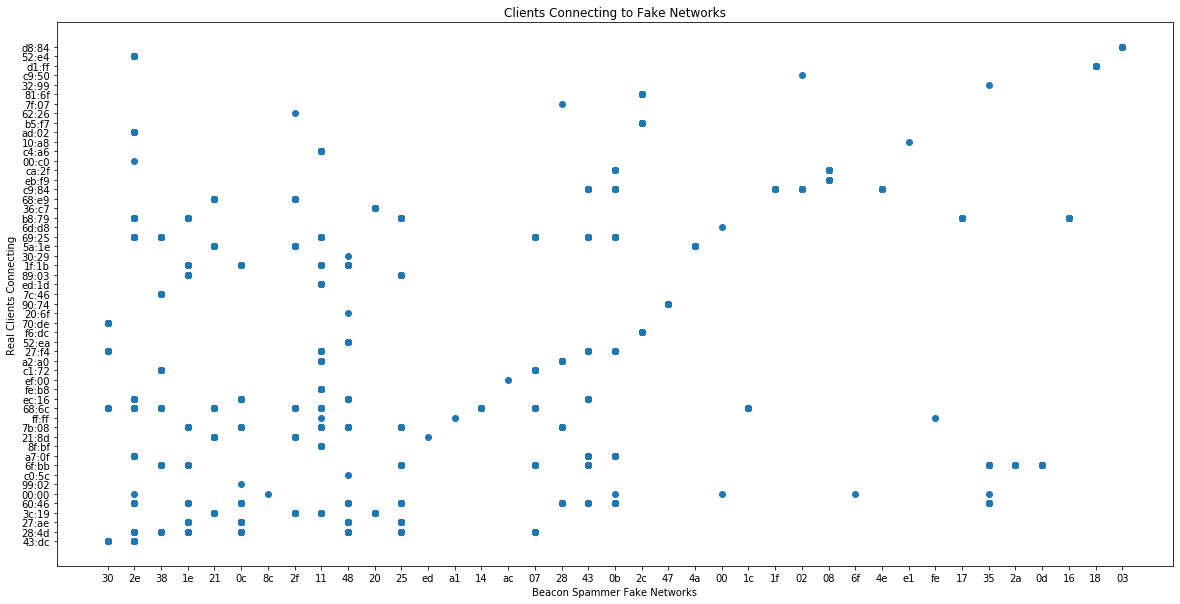 Clients Connecting to Fake Networks
Real Clients Connecting
d8:84
52:e4
d1:ff
c9:50
32:99
81:6f
7f:07
62:26
b5:f7
ad:02
10:a8
c4:a6
00:c0
ca:2f
eb:f9
c9:84
68:e9
36:c7
b8:79
6d:d8
69:25
5a:1e
30:29
1f:1b
89:03
ed:1d
7c:46
90:74
20:6f
70:de
f6:dc
52:ea
27:f4
a2:a0
c1:72
ef:00
fe:b8
ec:16
68:6c
ff:ff
7b:08
21:8d
8f:bf
a7:0f
6f:bb
c0:5c
99:02
00:00
60:46
3c:19
27:ae
28:4d
43:dc
30 2e 38 1e 21 0c 8c 2f 11 48 20 25 ed a1 14 ac 07 28 43 0b 2c 47 4a 00 1c 1f 02 08 6f 4e e1 fe 17 35 2a 0d 16 18 03
Beacon Spammer Fake Networks